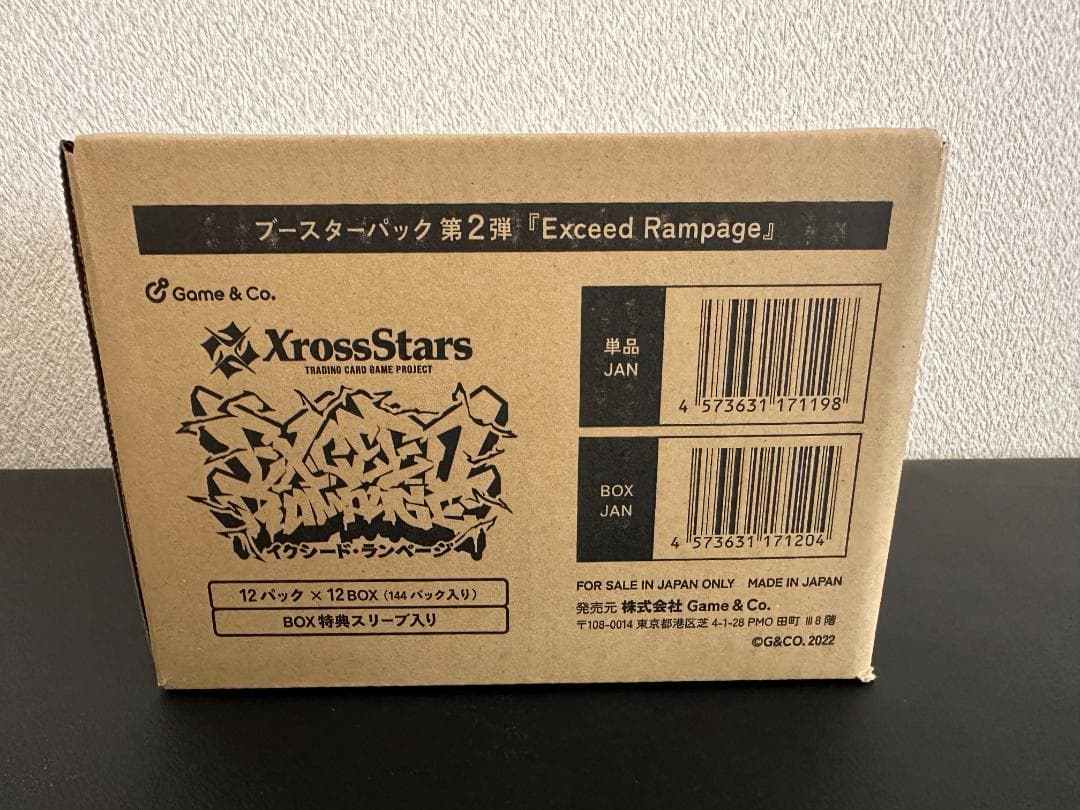 ブースターパック 第2弾『Exceed Rampage』
Game & Co.
XrossStars
TRADING CARD GAME PROJECT
EXCEED
RAMPAGE
イクシード・ランページ
12パック × 12BOX（144パック入り）
BOX特典スリーブ入り
単品
JAN
4 573631 171198
BOX
JAN
4 573631 171204
FOR SALE IN JAPAN ONLY MADE IN JAPAN
発売元 株式会社 Game & Co.
〒108-0014 東京都港区芝 4-1-28 PMO 田町 Ⅲ 8階
©G&CO. 2022